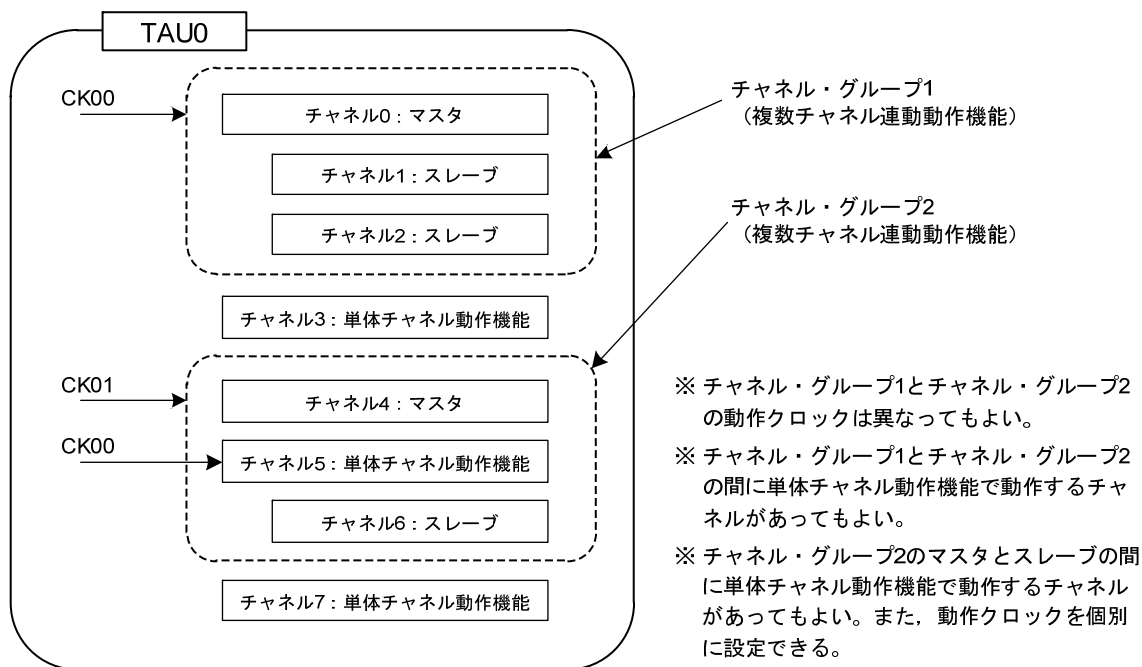 TAU0
CK00
チャネル0：マスタ
チャネル1：スレーブ
チャネル2：スレーブ
チャネル・グループ1
（複数チャネル連動動作機能）
チャネル・グループ2
（複数チャネル連動動作機能）
チャネル3：単体チャネル動作機能
CK01
チャネル4：マスタ
CK00
チャネル5：単体チャネル動作機能
チャネル6：スレーブ
チャネル7：単体チャネル動作機能
※ チャネル・グループ1とチャネル・グループ2
の動作クロックは異なってもよい。
※ チャネル・グループ1とチャネル・グループ2
の間に単体チャネル動作機能で動作するチャ
ネルがあってもよい。
※ チャネル・グループ2のマスタとスレーブの間
に単体チャネル動作機能で動作するチャネル
があってもよい。また，動作クロックを個別
に設定できる。